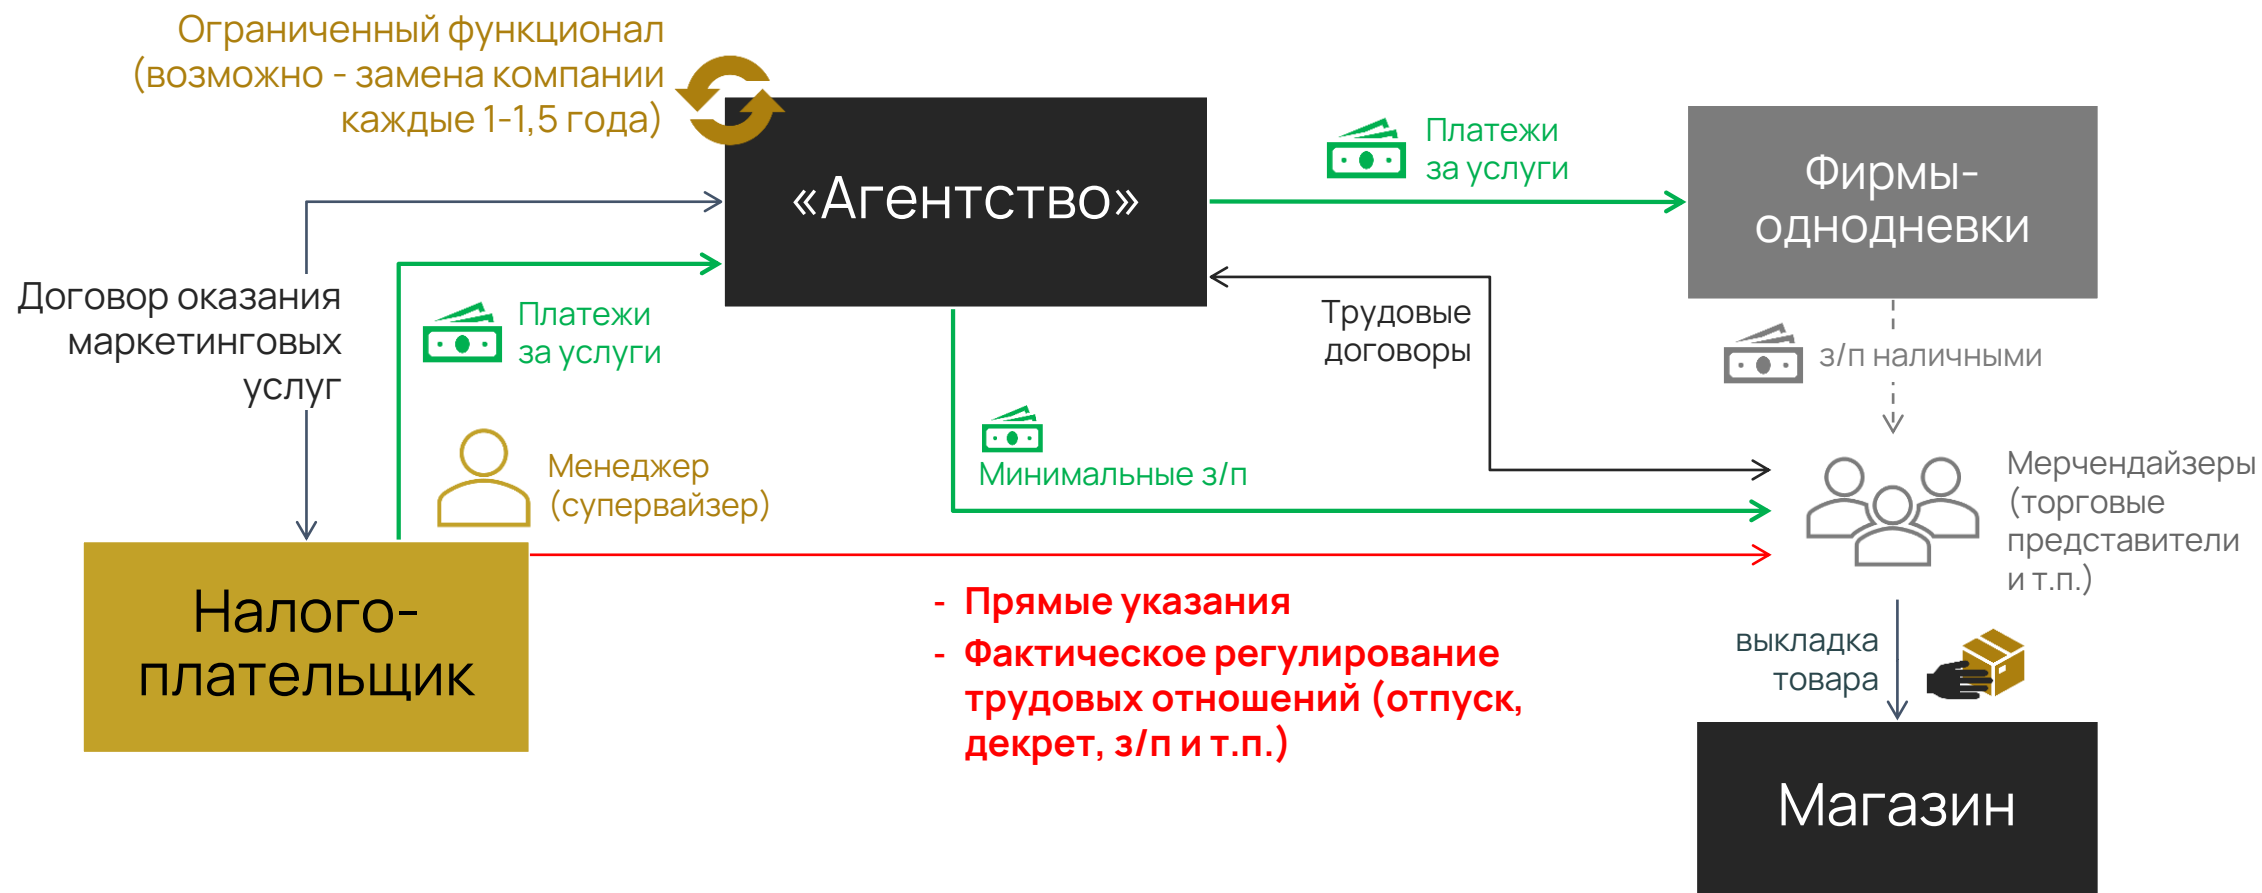 Ограниченный функционал
(возможно - замена компании
каждые 1-1,5 года)
«Агентство»
Платежи
за услуги
Фирмы-
однодневки
Договор оказания
маркетинговых
услуг
Платежи
за услуги
Трудовые
договоры
з/п наличными
Минимальные з/п
Менеджер
(супервайзер)
Мерчендайзеры
(торговые
представители
и т.п.)
Налого-
плательщик
- Прямые указания
- Фактическое регулирование
трудовых отношений (отпуск,
декрет, з/п и т.п.)
выкладка
товара
Магазин